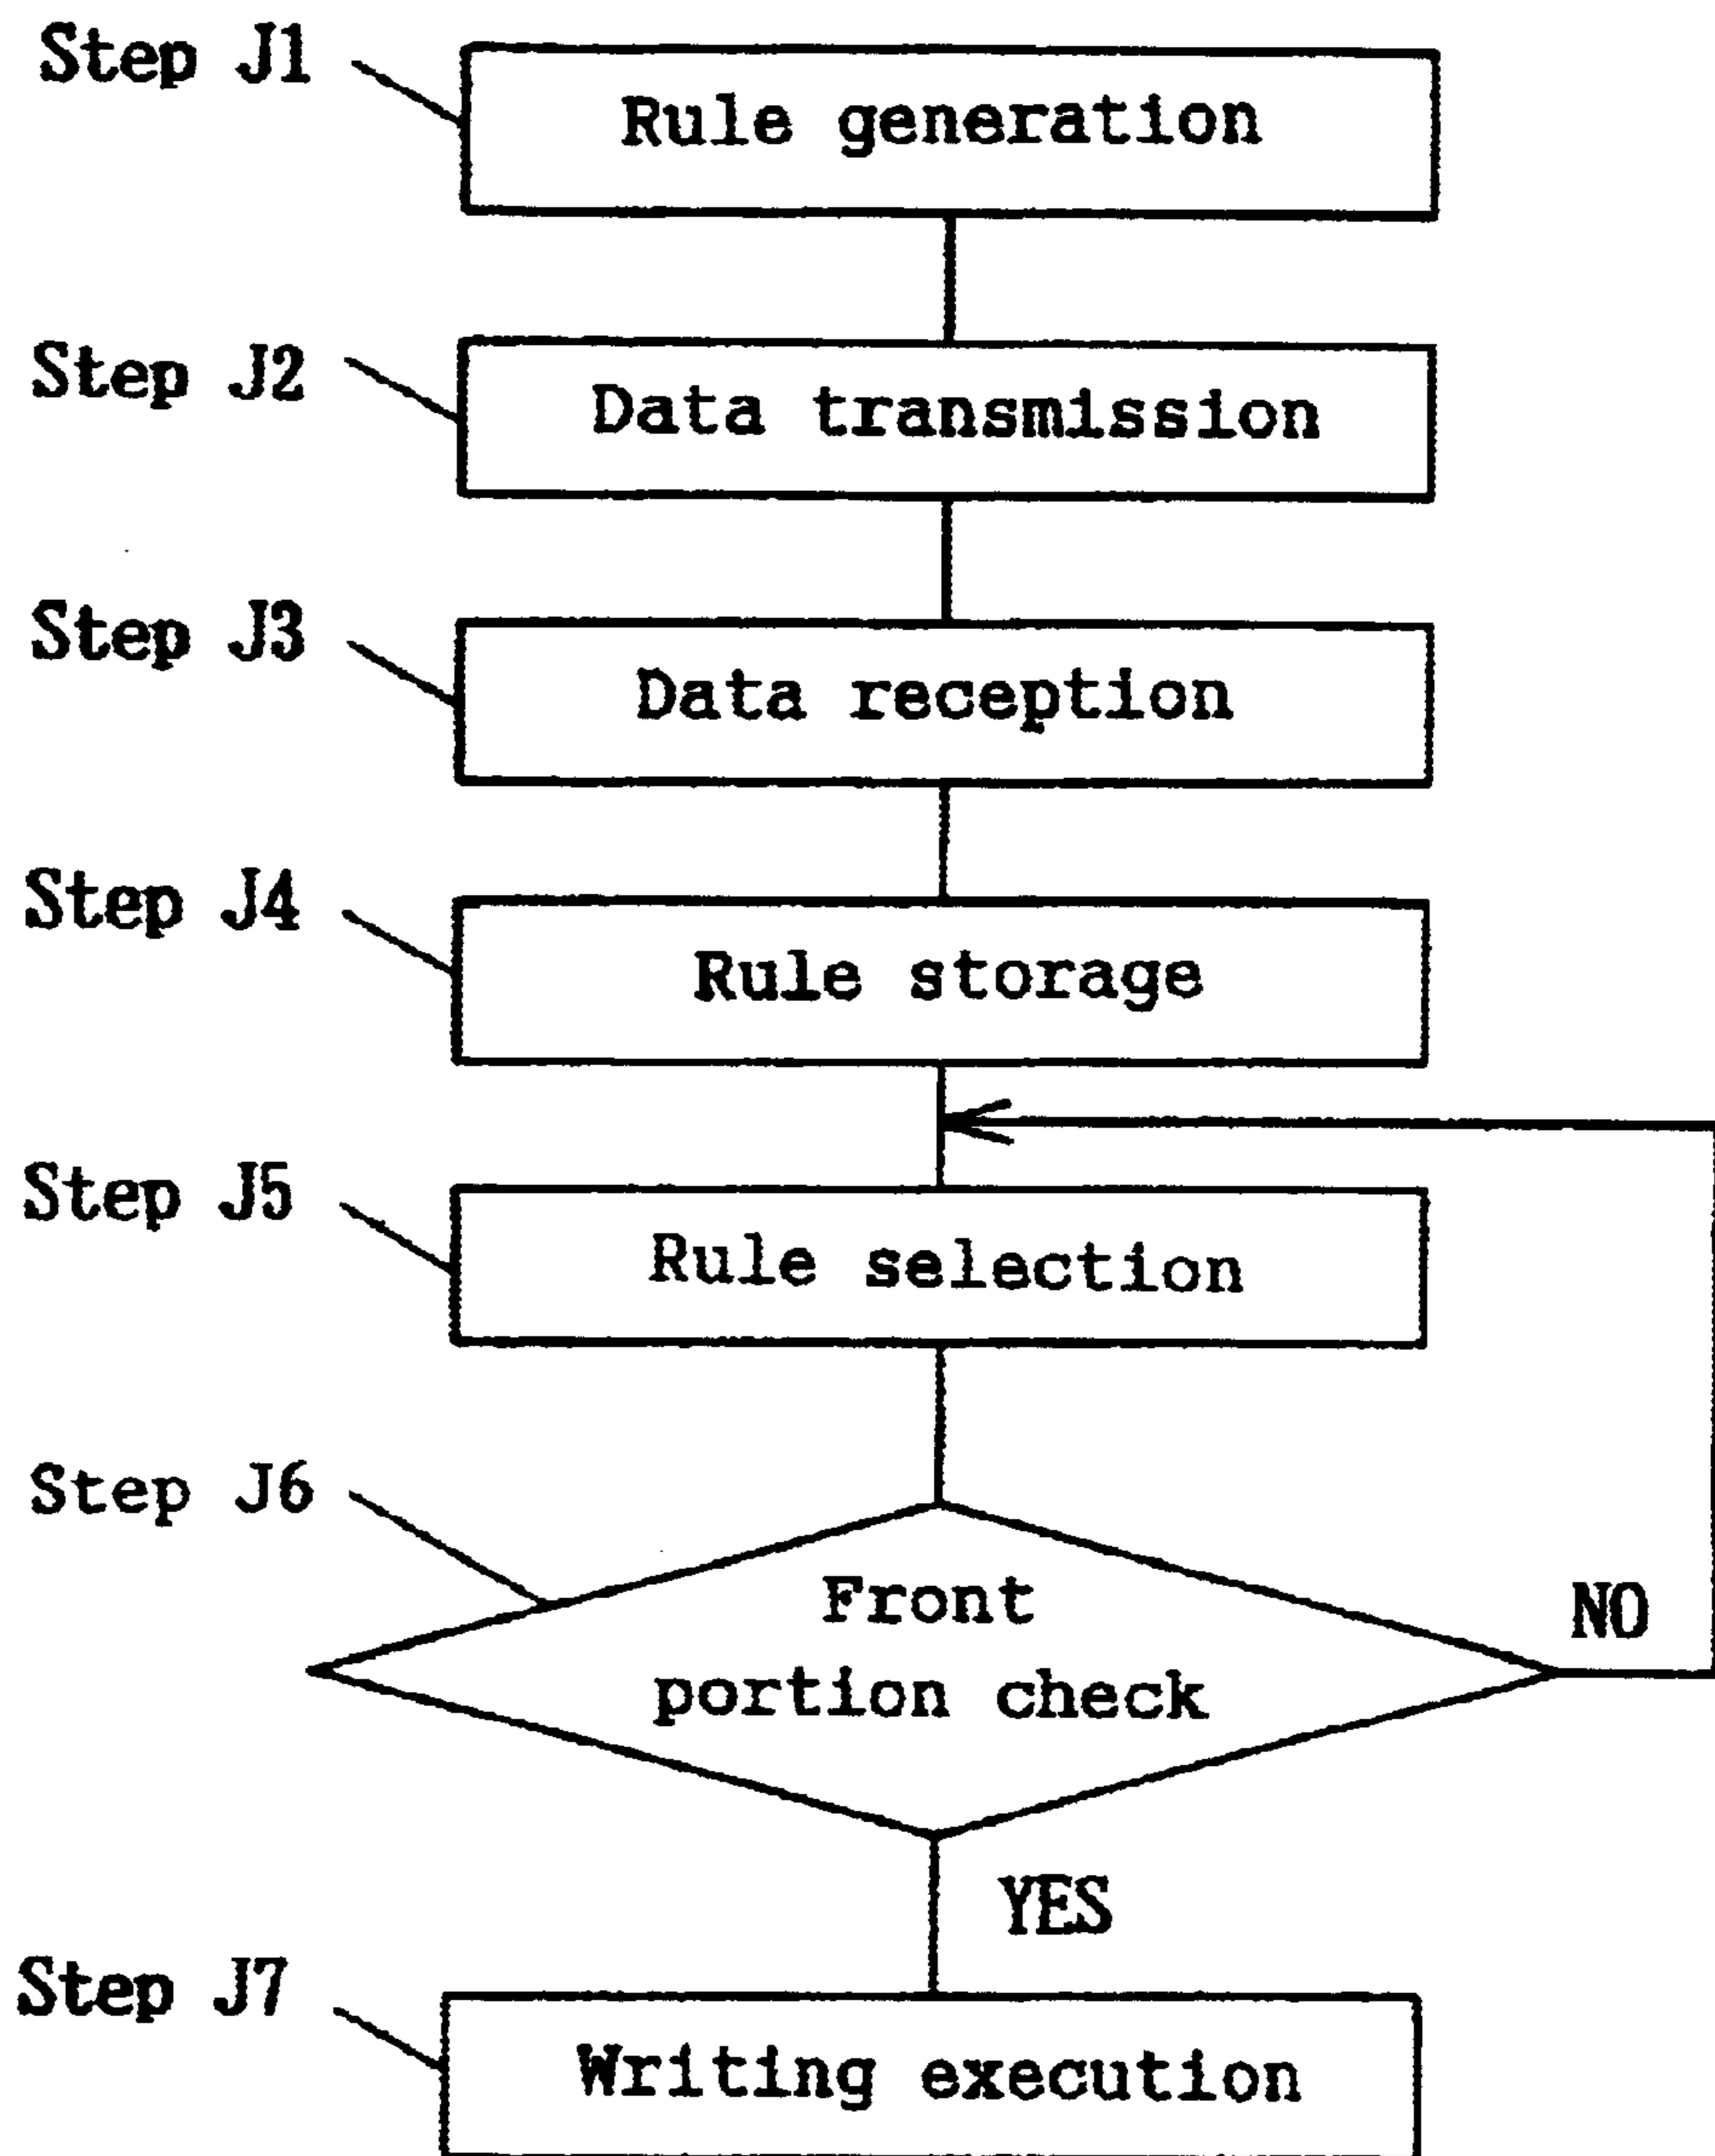 Step J1
Rule generation
Step J2
Data transmission
Step J3
Data reception
Step J4
Rule storage
Step J5
Rule selection
Step J6
Front
portion check
NO
YES
Step J7
Writing execution